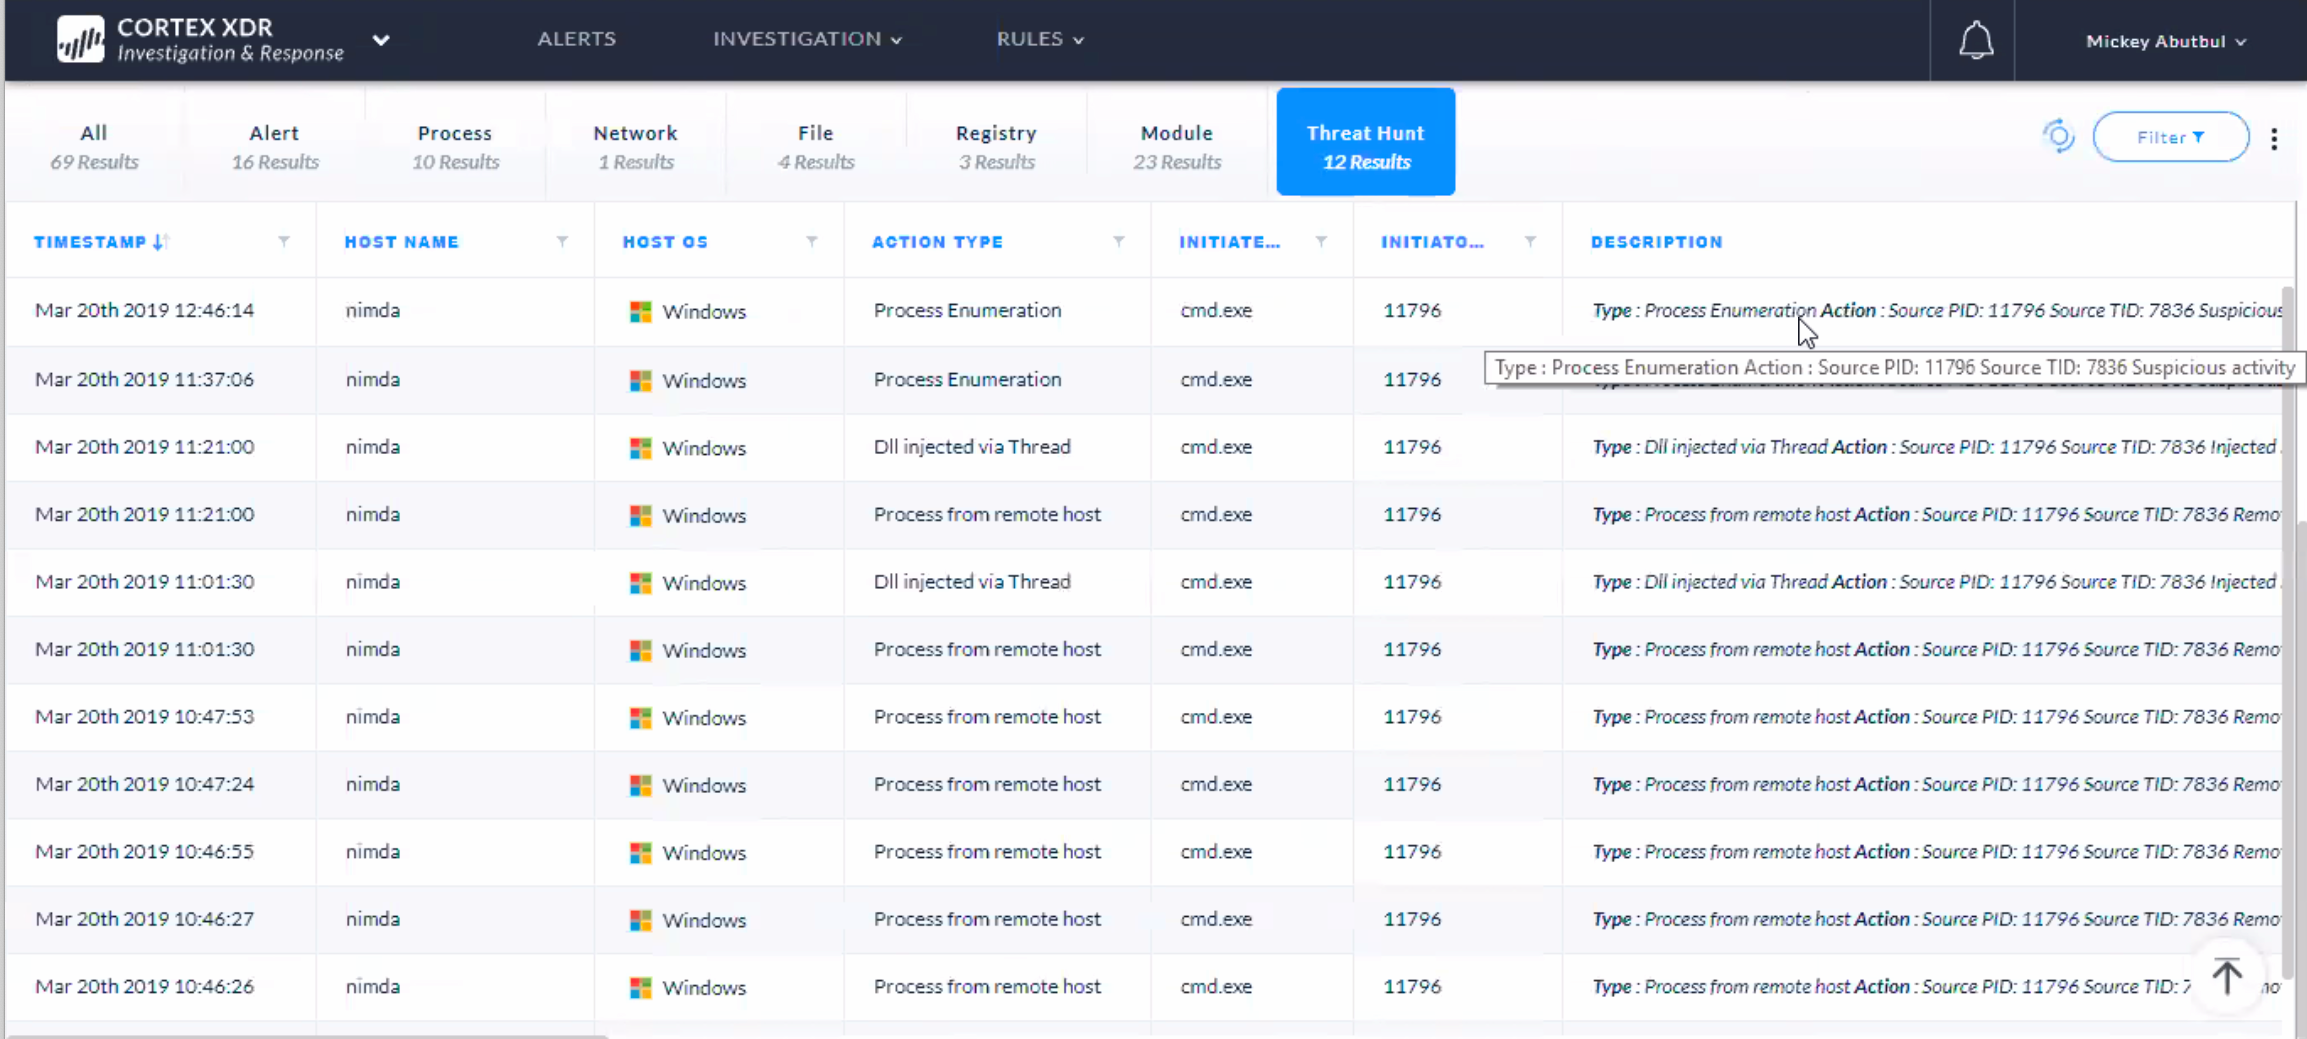 CORTEX XDR
Investigation & Response
ALERTS INVESTIGATION RULES
Mickey Abutbul
All Alert Process Network File Registry Module Threat Hunt
69 Results 16 Results 10 Results 1 Results 4 Results 3 Results 23 Results 12 Results
Filter
TIMESTAMP HOST NAME HOST OS ACTION TYPE INITIATE... INITIATO... DESCRIPTION
Mar 20th 2019 12:46:14 nimda Windows Process Enumeration cmd.exe 11796 Type : Process Enumeration Action : Source PID: 11796 Source TID: 7836 Suspicious
Type : Process Enumeration Action : Source PID: 11796 Source TID: 7836 Suspicious activity
Mar 20th 2019 11:37:06 nimda Windows Process Enumeration cmd.exe 11796
Mar 20th 2019 11:21:00 nimda Windows Dll injected via Thread cmd.exe 11796 Type : Dll injected via Thread Action : Source PID: 11796 Source TID: 7836 Injected
Mar 20th 2019 11:21:00 nimda Windows Process from remote host cmd.exe 11796 Type : Process from remote host Action : Source PID: 11796 Source TID: 7836 Remo
Mar 20th 2019 11:01:30 nimda Windows Dll injected via Thread cmd.exe 11796 Type : Dll injected via Thread Action : Source PID: 11796 Source TID: 7836 Injected
Mar 20th 2019 11:01:30 nimda Windows Process from remote host cmd.exe 11796 Type : Process from remote host Action : Source PID: 11796 Source TID: 7836 Remo
Mar 20th 2019 10:47:53 nimda Windows Process from remote host cmd.exe 11796 Type : Process from remote host Action : Source PID: 11796 Source TID: 7836 Remo
Mar 20th 2019 10:47:24 nimda Windows Process from remote host cmd.exe 11796 Type : Process from remote host Action : Source PID: 11796 Source TID: 7836 Remo
Mar 20th 2019 10:46:55 nimda Windows Process from remote host cmd.exe 11796 Type : Process from remote host Action : Source PID: 11796 Source TID: 7836 Remo
Mar 20th 2019 10:46:27 nimda Windows Process from remote host cmd.exe 11796 Type : Process from remote host Action : Source PID: 11796 Source TID: 7836 Remo
Mar 20th 2019 10:46:26 nimda Windows Process from remote host cmd.exe 11796 Type : Process from remote host Action : Source PID: 11796 Source TID: 7 mo